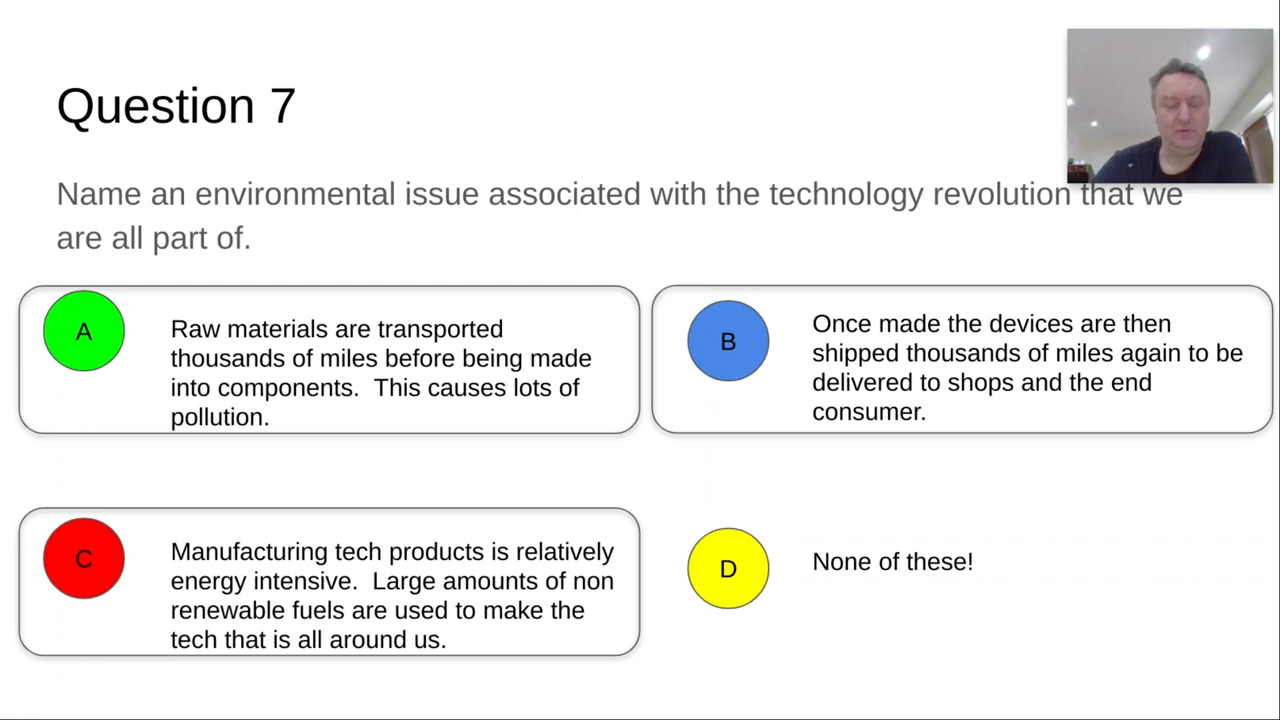 Question 7
Name an environmental issue associated with the technology revolution that we
are all part of.
A
Raw materials are transported
thousands of miles before being made
into components.  This causes lots of
pollution.
B
Once made the devices are then
shipped thousands of miles again to be
delivered to shops and the end
consumer.
C
Manufacturing tech products is relatively
energy intensive.  Large amounts of non
renewable fuels are used to make the
tech that is all around us.
D
None of these!